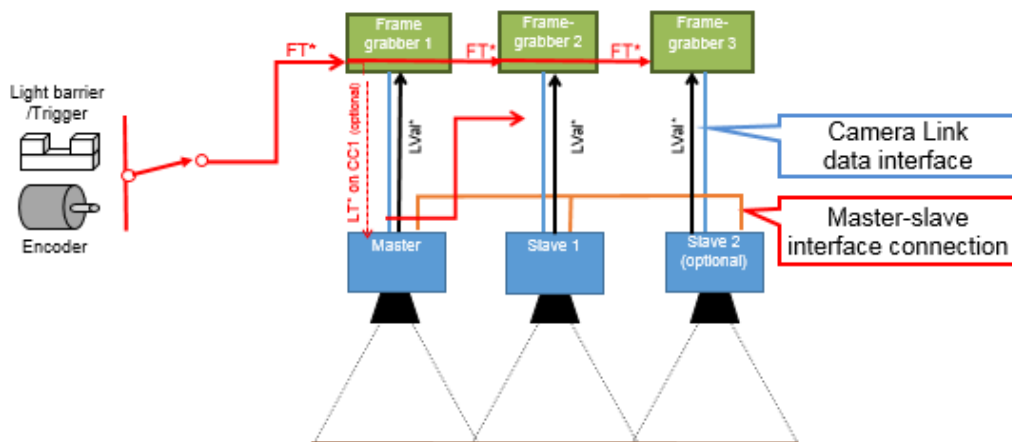 Frame
grabber 1
Frame-
grabber 2
Frame-
grabber 3
FT*
FT*
FT*
Light barrier
/Trigger
Encoder
LT* on CC1 (optional)
LVal*
LVal*
LVal*
Camera Link
data interface
Master-slave
interface connection
Master
Slave 1
Slave 2
(optional)